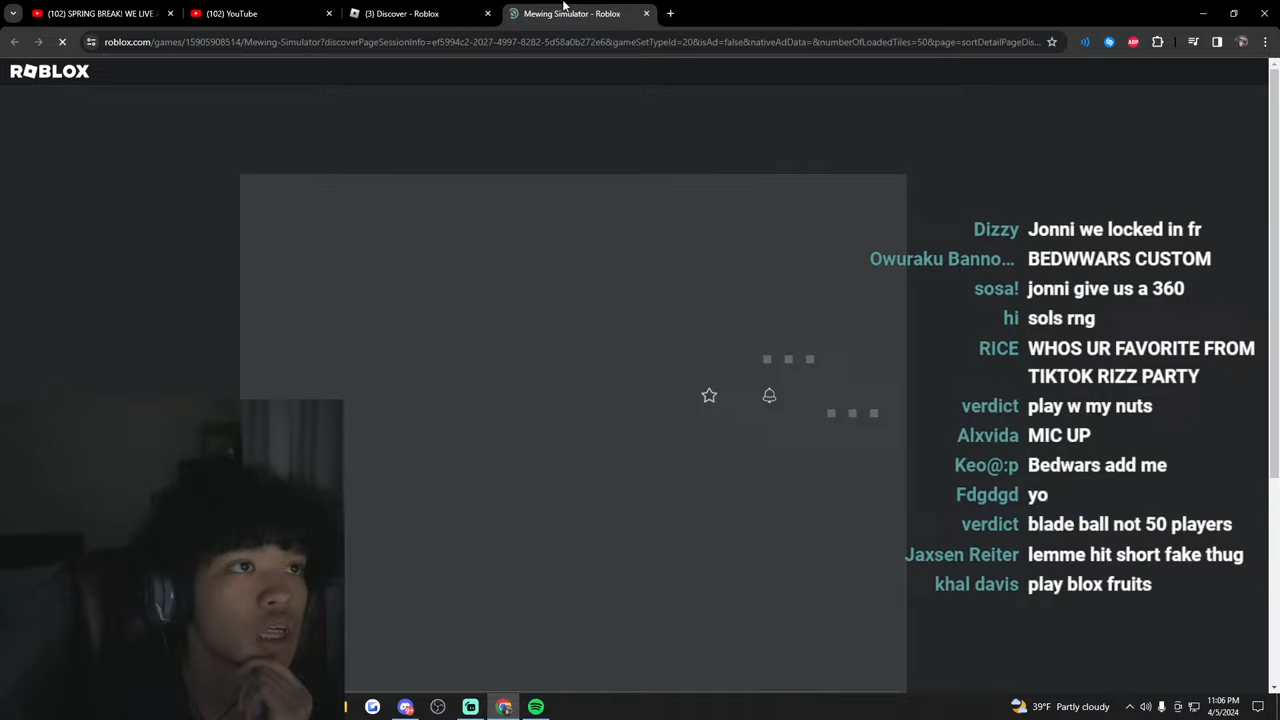 (102) SPRING BREAK! WE LIVE
(102) YouTube
(3) Discover - Roblox
Mewing Simulator - Roblox
roblox.com/games/15905908514/Mewing-Simulator?discoverPageSessionInfo=ef5994c2-2027-4997-8282-5d58a0b272e6&gameSetTypeId=20&isAd=false&nativeAdData=&numberOfLoadedTiles=50&page=sortDetailPageDis...
ROBLOX
Dizzy Jonni we locked in fr
Owuraku Banno... BEDWWARS CUSTOM
sosa! jonni give us a 360
hi sols rng
RICE WHOS UR FAVORITE FROM
TIKTOK RIZZ PARTY
verdict play w my nuts
Alxvida MIC UP
Keo@:p Bedwars add me
Fdgdgd yo
verdict blade ball not 50 players
Jaxsen Reiter lemme hit short fake thug
khal davis play blox fruits
39°F Partly cloudy
11:06 PM
4/5/2024